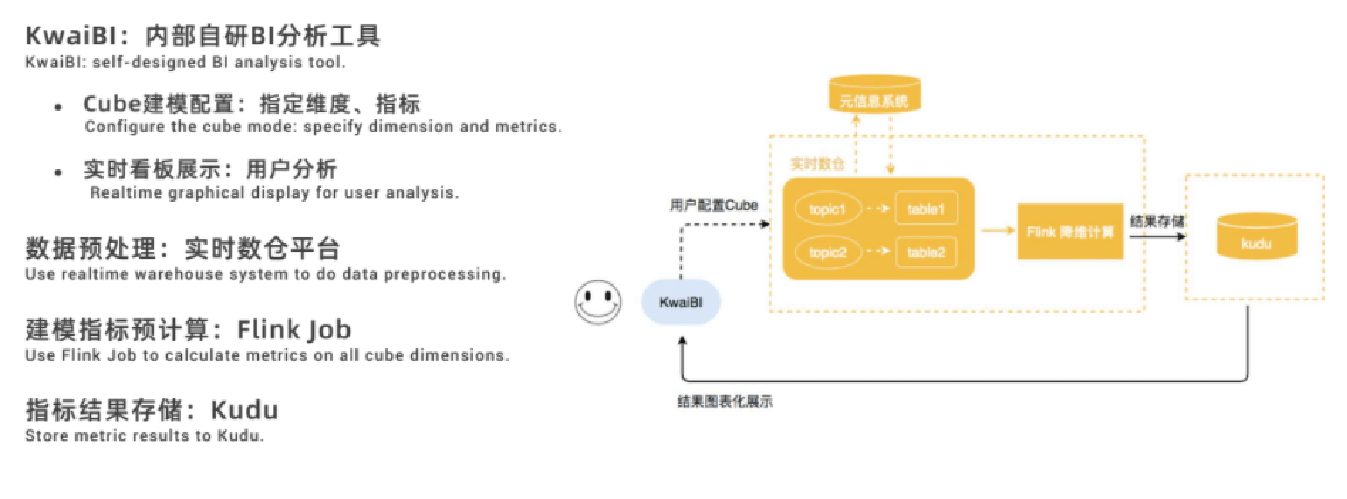 KwaiBI：内部自研BI分析工具
KwaiBI: self-designed BI analysis tool.
• Cube建模配置：指定维度、指标
Configure the cube mode: specify dimension and metrics.
• 实时看板展示：用户分析
Realtime graphical display for user analysis.
数据预处理：实时数仓平台
Use realtime warehouse system to do data preprocessing.
建模指标预计算：Flink Job
Use Flink Job to calculate metrics on all cube dimensions.
指标结果存储：Kudu
Store metric results to Kudu.
元信息系统
实时数仓
用户配置Cube
topic1
table1
topic2
table2
Flink 降维计算
结果存储
kudu
KwaiBI
结果图表化展示